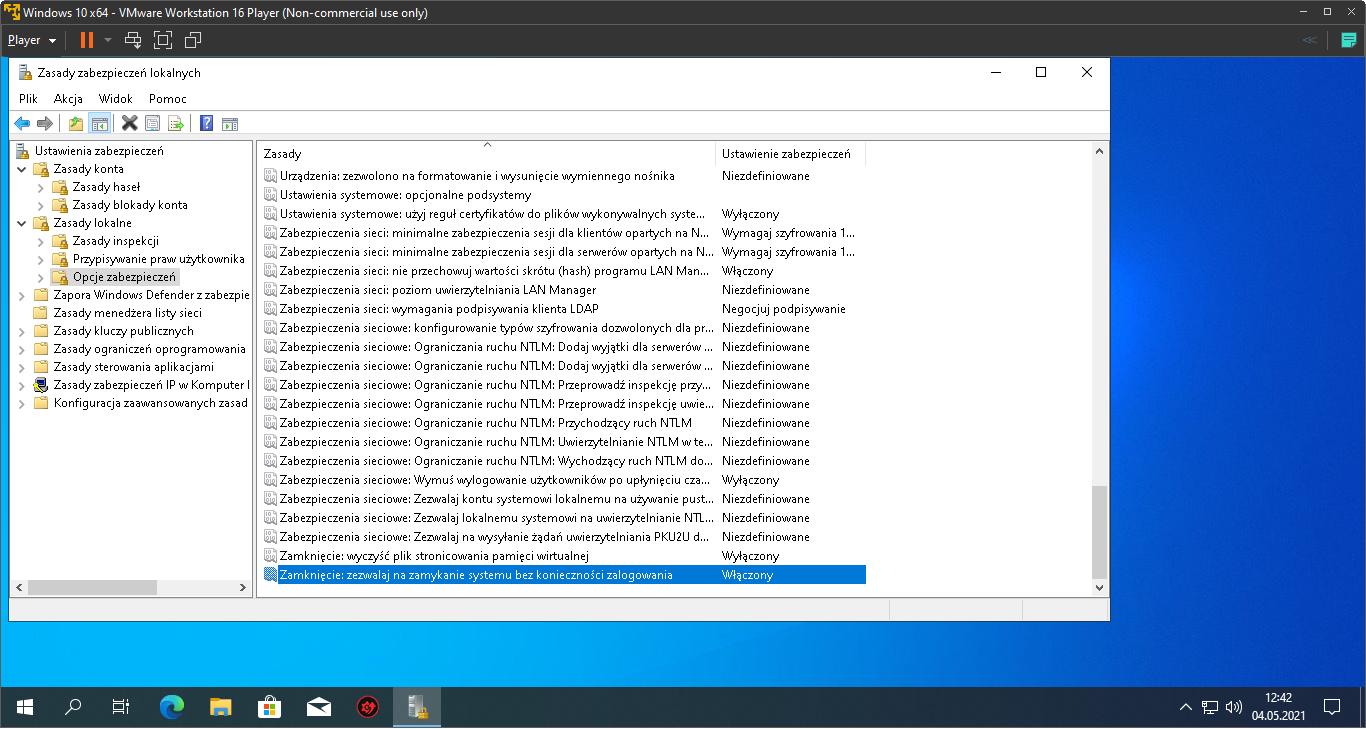 Windows 10 x64 - VMware Workstation 16 Player (Non-commercial use only)
Player
Zasady zabezpieczeń lokalnych
Plik Akcja Widok Pomoc
Ustawienia zabezpieczeń
Zasady konta
Zasady haseł
Zasady blokady konta
Zasady lokalne
Zasady inspekcji
Przypisywanie praw użytkownika
Opcje zabezpieczeń
Zapora Windows Defender z zabezpie
Zasady menedżera listy sieci
Zasady kluczy publicznych
Zasady ograniczeń oprogramowania
Zasady sterowania aplikacjami
Zasady zabezpieczeń IP w Komputer l
Konfiguracja zaawansowanych zasad
Zasady Ustawienie zabezpieczeń
Urządzenia: zezwolono na formatowanie i wysunięcie wymiennego nośnika Niezdefiniowane
Ustawienia systemowe: opcjonalne podsystemy
Ustawienia systemowe: użyj reguł certyfikatów do plików wykonywalnych syste... Wyłączony
Zabezpieczenia sieci: minimalne zabezpieczenia sesji dla klientów opartych na N... Wymagaj szyfrowania 1...
Zabezpieczenia sieci: minimalne zabezpieczenia sesji dla serwerów opartych na N... Wymagaj szyfrowania 1...
Zabezpieczenia sieci: nie przechowuj wartości skrótu (hash) programu LAN Man... Włączony
Zabezpieczenia sieci: poziom uwierzytelniania LAN Manager Niezdefiniowane
Zabezpieczenia sieci: wymagania podpisywania klienta LDAP Negocjuj podpisywanie
Zabezpieczenia sieciowe: konfigurowanie typów szyfrowania dozwolonych dla pr... Niezdefiniowane
Zabezpieczenia sieciowe: Ograniczania ruchu NTLM: Dodaj wyjątki dla serwerów ... Niezdefiniowane
Zabezpieczenia sieciowe: Ograniczania ruchu NTLM: Dodaj wyjątki dla serwerów ... Niezdefiniowane
Zabezpieczenia sieciowe: Ograniczanie ruchu NTLM: Przeprowadź inspekcję przy... Niezdefiniowane
Zabezpieczenia sieciowe: Ograniczanie ruchu NTLM: Przeprowadź inspekcję uwie... Niezdefiniowane
Zabezpieczenia sieciowe: Ograniczanie ruchu NTLM: Przychodzący ruch NTLM Niezdefiniowane
Zabezpieczenia sieciowe: Ograniczanie ruchu NTLM: Uwierzytelnianie NTLM w te... Niezdefiniowane
Zabezpieczenia sieciowe: Ograniczanie ruchu NTLM: Wychodzący ruch NTLM do... Niezdefiniowane
Zabezpieczenia sieciowe: Wymuś wylogowanie użytkowników po upłynięciu cza... Wyłączony
Zabezpieczenia sieciowe: Zezwalaj kontu systemowi lokalnemu na używanie pust... Niezdefiniowane
Zabezpieczenia sieciowe: Zezwalaj lokalnemu systemowi na uwierzytelnianie NTL... Niezdefiniowane
Zabezpieczenia sieciowe: Zezwalaj na wysyłanie żądań uwierzytelniania PKU2U d... Niezdefiniowane
Zamknięcie: wyczyść plik stronicowania pamięci wirtualnej Wyłączony
Zamknięcie: zezwalaj na zamykanie systemu bez konieczności zalogowania Włączony
12:42
04.05.2021